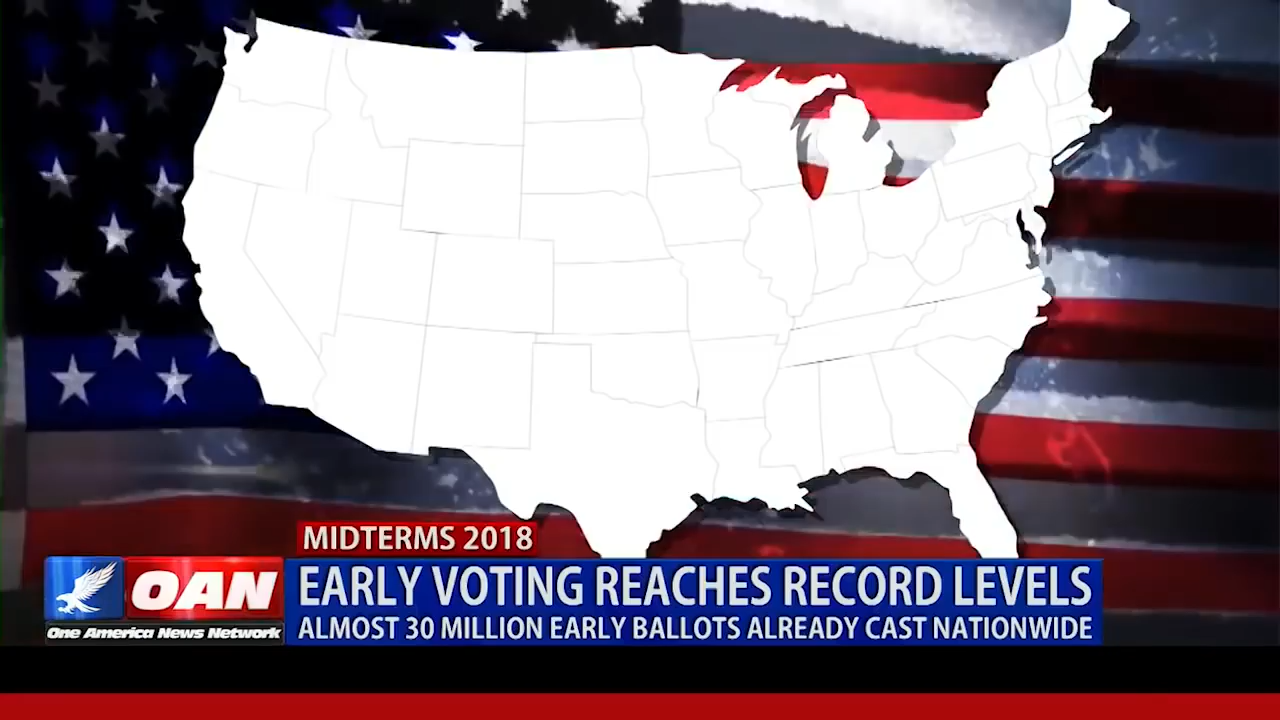 MIDTERMS 2018
EARLY VOTING REACHES RECORD LEVELS
OAN
One America News Network
ALMOST 30 MILLION EARLY BALLOTS ALREADY CAST NATIONWIDE